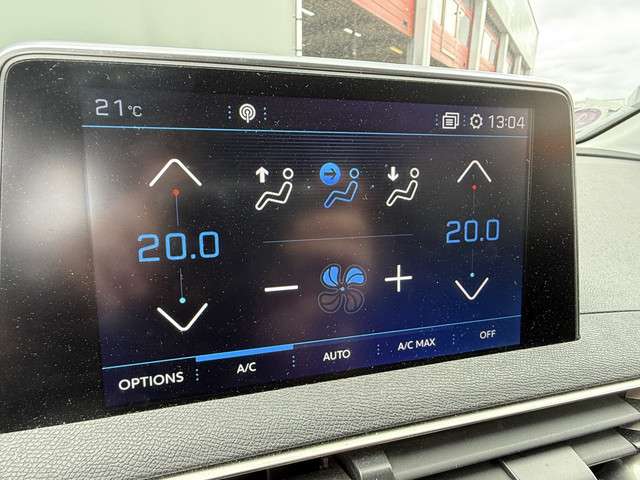 21°C
13:04
20.0
20.0
OPTIONS
A/C
AUTO
A/C MAX
OFF